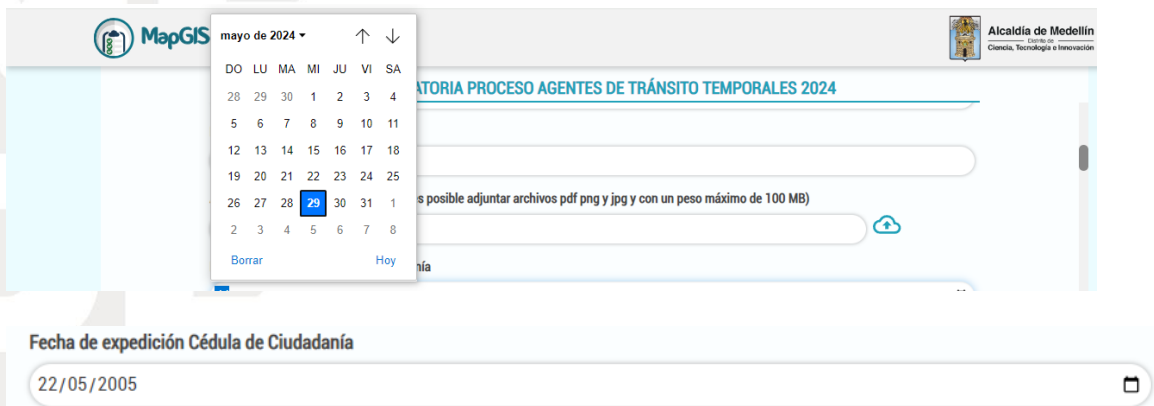 MapGIS
mayo de 2024
Alcaldía de Medellín
Distrito de
Ciencia, Tecnología e Innovación
DO LU MA MI JU VI SA
ATORIA PROCESO AGENTES DE TRÁNSITO TEMPORALES 2024
28 29 30 1 2 3 4
5 6 7 8 9 10 11
12 13 14 15 16 17 18
19 20 21 22 23 24 25
s posible adjuntar archivos pdf png y jpg y con un peso máximo de 100 MB)
26 27 28 29 30 31 1
2 3 4 5 6 7 8
Borrar Hoy
nía
Fecha de expedición Cédula de Ciudadanía
22/05/2005